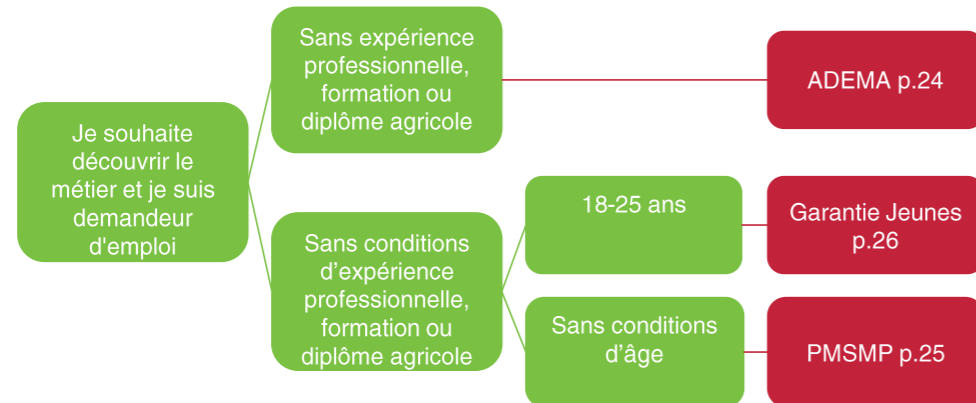 Je souhaite
découvrir le
métier et je suis
demandeur
d'emploi
Sans expérience
professionnelle,
formation ou
diplôme agricole
ADEMA p.24
Sans conditions
d’expérience
professionnelle,
formation ou
diplôme agricole
18-25 ans
Garantie Jeunes
p.26
Sans conditions
d’âge
PMSMP p.25